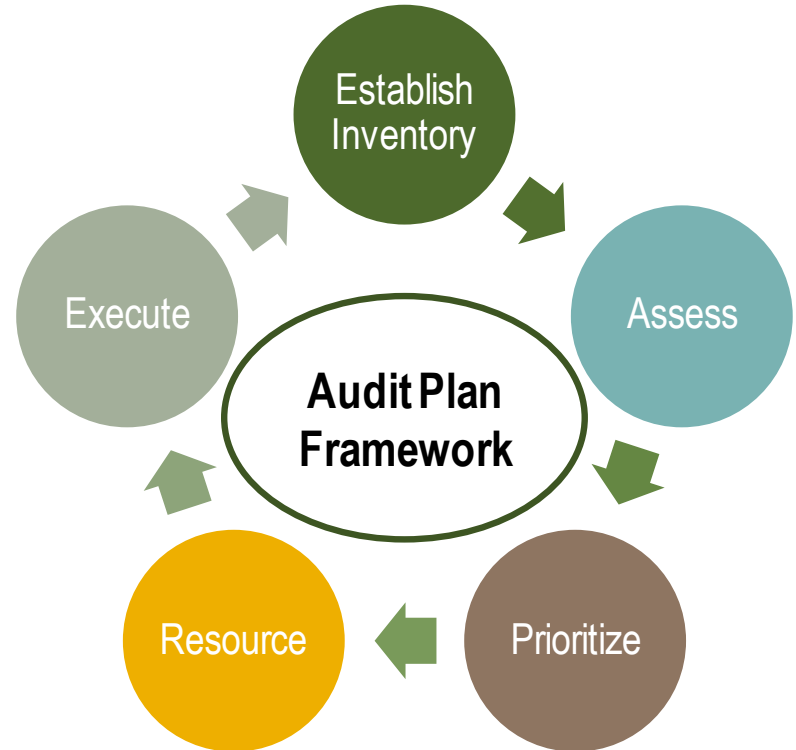 Establish
Inventory
Assess
Prioritize
Resource
Execute
Audit Plan
Framework